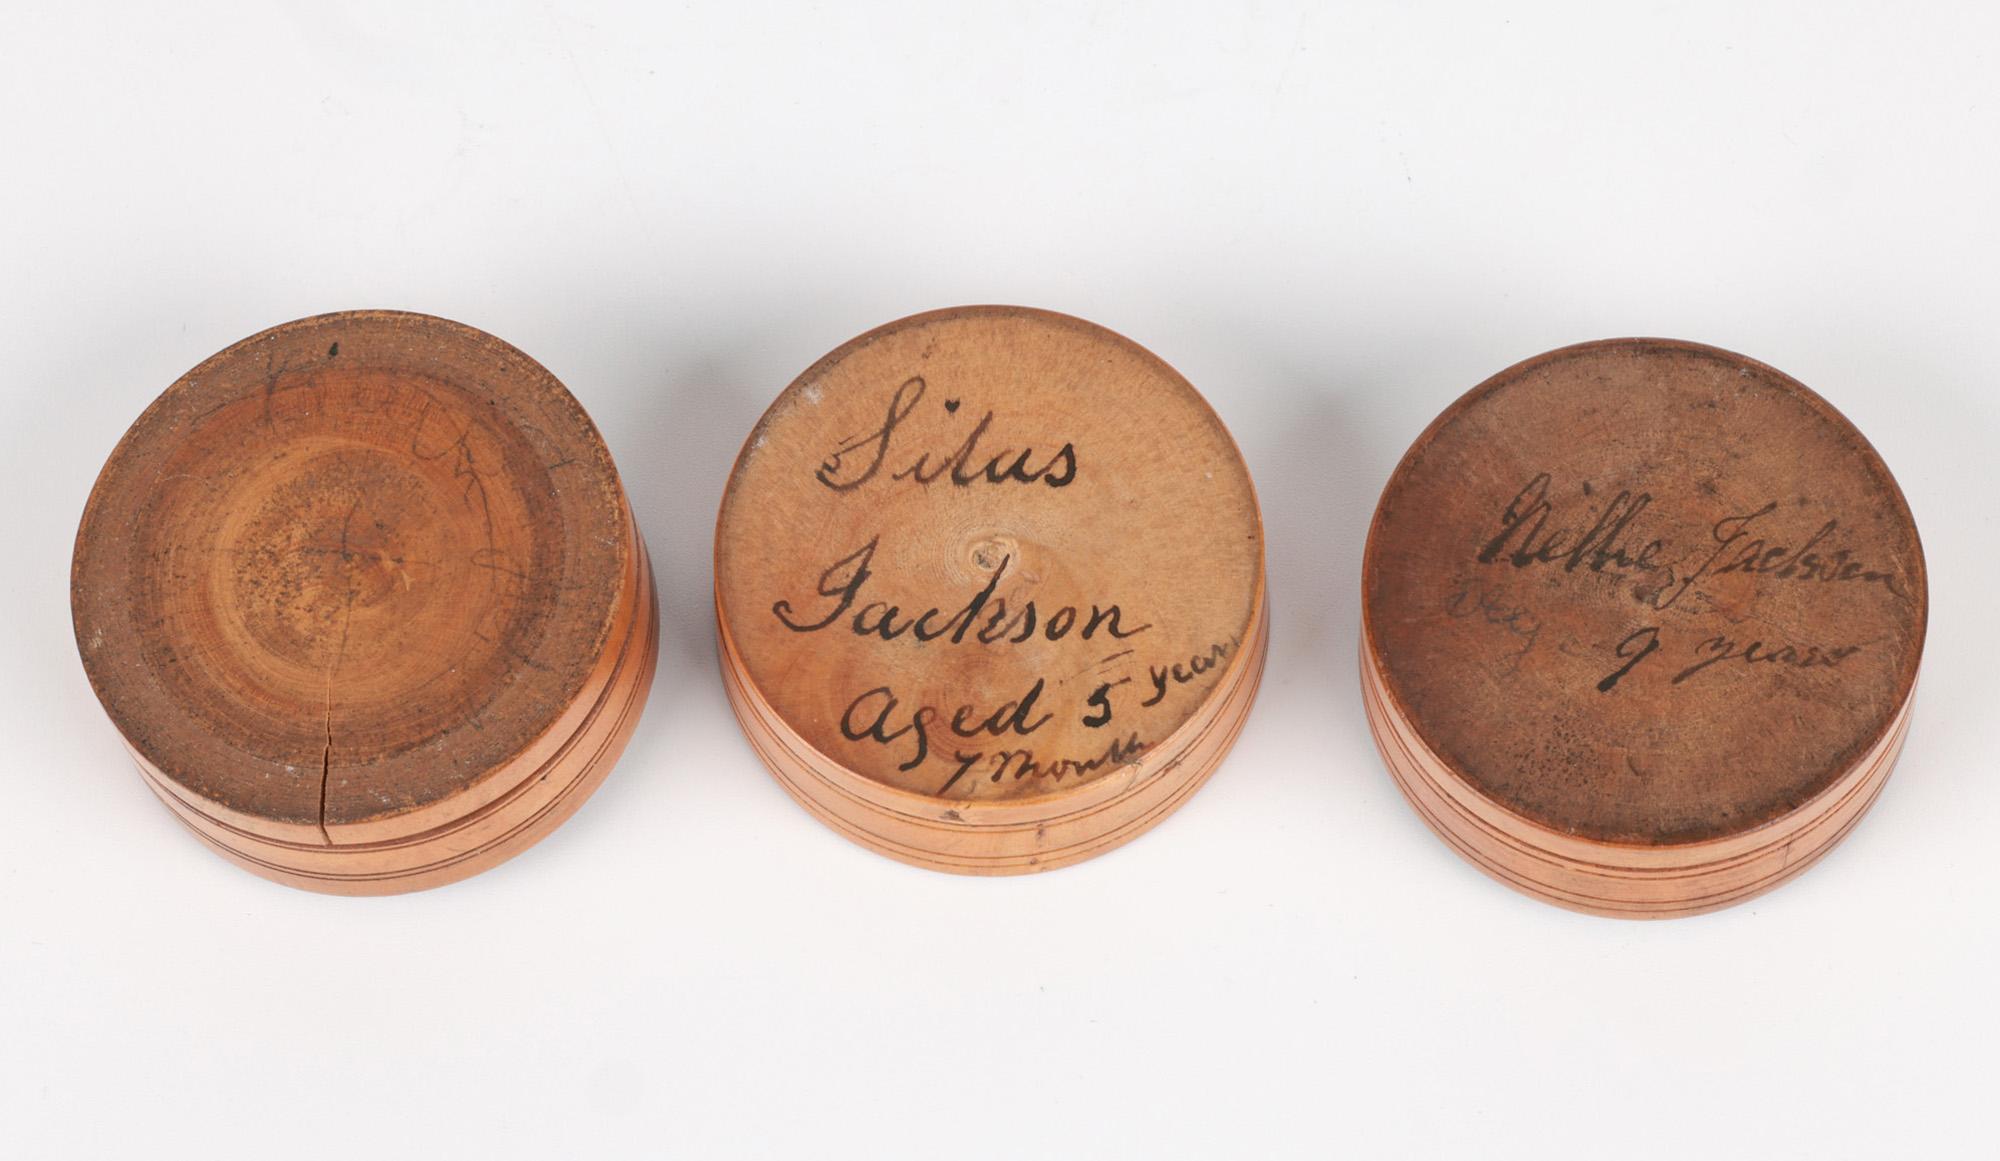 Silas
Jackson
Aged 5 years
7 Month
Nellie Jackson
9 years